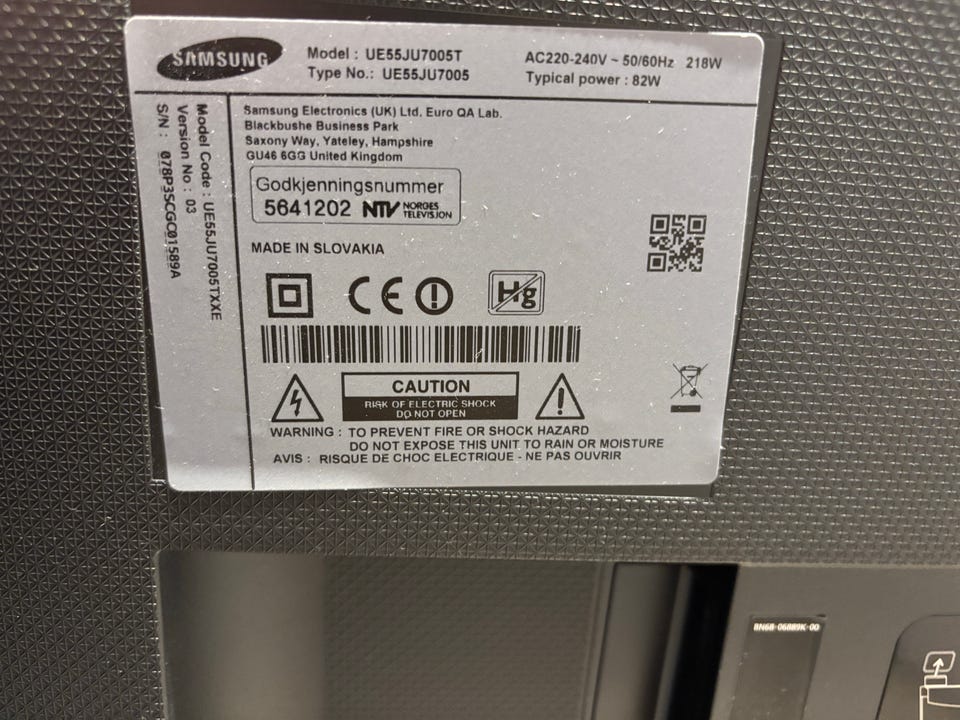 SAMSUNG
Model : UE55JU7005T
Type No.: UE55JU7005
AC220-240V ~ 50/60Hz 218W
Typical power : 82W
Model Code : UE55JU7005TXXE
Version No : 03
S/N : 078P3SCGC01589A
Samsung Electronics (UK) Ltd. Euro QA Lab.
Blackbushe Business Park
Saxony Way, Yateley, Hampshire
GU46 6GG United Kingdom
Godkjenningsnummer
5641202 NTV NORGES
TELEVISJON
MADE IN SLOVAKIA
CE
Hg
CAUTION
RISK OF ELECTRIC SHOCK
DO NOT OPEN
WARNING : TO PREVENT FIRE OR SHOCK HAZARD
DO NOT EXPOSE THIS UNIT TO RAIN OR MOISTURE
AVIS : RISQUE DE CHOC ELECTRIQUE - NE PAS OUVRIR
BN68-06889K-00